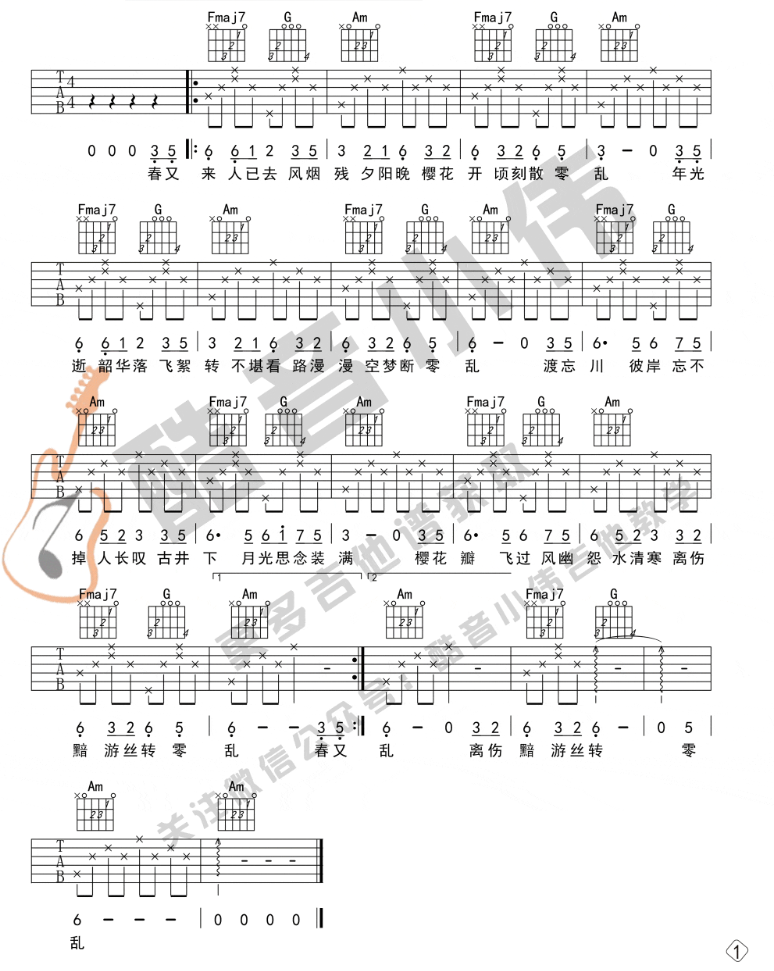 Fmaj7 G Am Fmaj7 G Am
T A B 4 4
0 0 0 3 5 6 6 1 2 3 5 3 2 1 6 3 2 6 3 2 6 5 3 - 0 3 5
春又 来 人已去 风烟 残 夕阳晚 樱花 开 顷刻散 零 乱 年光
Fmaj7 G Am Fmaj7 G Am Fmaj7 G
T A B
6 6 1 2 3 5 3 2 1 6 3 2 6 3 2 6 5 6 - 0 3 5 6· 5 6 7 5
逝 韶华落 飞絮 转 不堪看 路漫 漫 空梦断 零 乱 渡忘 川 彼岸 忘不
Am Fmaj7 G Am Fmaj7 G Am
T A B
6 5 2 3 3 5 6· 5 6 1 7 5 3 - 0 3 5 6· 5 6 7 5 6 5 2 3 3 5
掉 人长叹 古井 下 月光思念装 满 樱花 瓣 飞过 风幽 怨 水清寒 离伤
1 2
Fmaj7 G Am Am Fmaj7 G
T A B - - - -
6 3 2 6 5 6 - - 3 5 6 - 0 3 2 6 3 2 6 - 0 5
黯 游丝转 零 乱 春又 乱 离伤 黯 游丝转 零
Am Am
T A B - - -
6 - - - 0 0 0 0
乱
酷音小伟
更多吉他谱获取
关注微信公众号：酷音小伟吉他教学
1